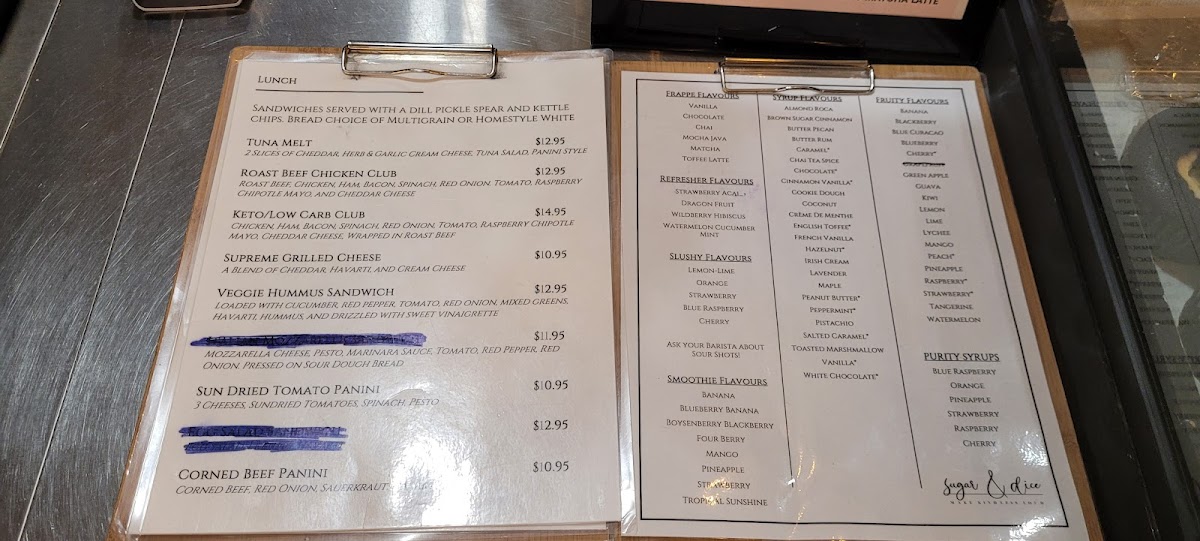 MATCHA LATTE
LUNCH
SANDWICHES SERVED WITH A DILL PICKLE SPEAR AND KETTLE
CHIPS. BREAD CHOICE OF MULTIGRAIN OR HOMESTYLE WHITE
TUNA MELT $12.95
2 SLICES OF CHEDDAR, HERB & GARLIC CREAM CHEESE, TUNA SALAD, PANINI STYLE
ROAST BEEF CHICKEN CLUB $12.95
ROAST BEEF, CHICKEN, HAM, BACON, SPINACH, RED ONION, TOMATO, RASPBERRY
CHIPOTLE MAYO, AND CHEDDAR CHEESE
KETO/LOW CARB CLUB $14.95
CHICKEN, HAM, BACON, SPINACH, RED ONION, TOMATO, RASPBERRY CHIPOTLE
MAYO, CHEDDAR CHEESE, WRAPPED IN ROAST BEEF
SUPREME GRILLED CHEESE $10.95
A BLEND OF CHEDDAR, HAVARTI, AND CREAM CHEESE
VEGGIE HUMMUS SANDWICH $12.95
LOADED WITH CUCUMBER, RED PEPPER, TOMATO, RED ONION, MIXED GREENS,
HAVARTI, HUMMUS, AND DRIZZLED WITH SWEET VINAIGRETTE
$11.95
MOZZARELLA CHEESE, PESTO, MARINARA SAUCE, TOMATO, RED PEPPER, RED
ONION, PRESSED ON SOUR DOUGH BREAD
SUN DRIED TOMATO PANINI $10.95
3 CHEESES, SUNDRIED TOMATOES, SPINACH, PESTO
$12.95
CORNED BEEF PANINI $10.95
CORNED BEEF, RED ONION, SAUERKRAUT
FRAPPE FLAVOURS
VANILLA
CHOCOLATE
CHAI
MOCHA JAVA
MATCHA
TOFFEE LATTE
REFRESHER FLAVOURS
STRAWBERRY ACAI
DRAGON FRUIT
WILDBERRY HIBISCUS
WATERMELON CUCUMBER
MINT
SLUSHY FLAVOURS
LEMON-LIME
ORANGE
STRAWBERRY
BLUE RASPBERRY
CHERRY
ASK YOUR BARISTA ABOUT
SOUR SHOTS!
SMOOTHIE FLAVOURS
BANANA
BLUEBERRY BANANA
BOYSENBERRY BLACKBERRY
FOUR BERRY
MANGO
PINEAPPLE
STRAWBERRY
TROPICAL SUNSHINE
SYRUP FLAVOURS
ALMOND ROCA
BROWN SUGAR CINNAMON
BUTTER PECAN
BUTTER RUM
CARAMEL*
CHAI TEA SPICE
CHOCOLATE*
CINNAMON VANILLA*
COOKIE DOUGH
COCONUT
CRÈME DE MENTHE
ENGLISH TOFFEE*
FRENCH VANILLA
HAZELNUT*
IRISH CREAM
LAVENDER
MAPLE
PEANUT BUTTER*
PEPPERMINT*
PISTACHIO
SALTED CARAMEL*
TOASTED MARSHMALLOW
VANILLA*
WHITE CHOCOLATE*
FRUITY FLAVOURS
BANANA
BLACKBERRY
BLUE CURACAO
BLUEBERRY
CHERRY*
GREEN APPLE
GUAVA
KIWI
LEMON
LIME
LYCHEE
MANGO
PEACH*
PINEAPPLE
RASPBERRY*
STRAWBERRY*
TANGERINE
WATERMELON
PURITY SYRUPS
BLUE RASPBERRY
ORANGE
PINEAPPLE
STRAWBERRY
RASPBERRY
CHERRY
sugar & dice